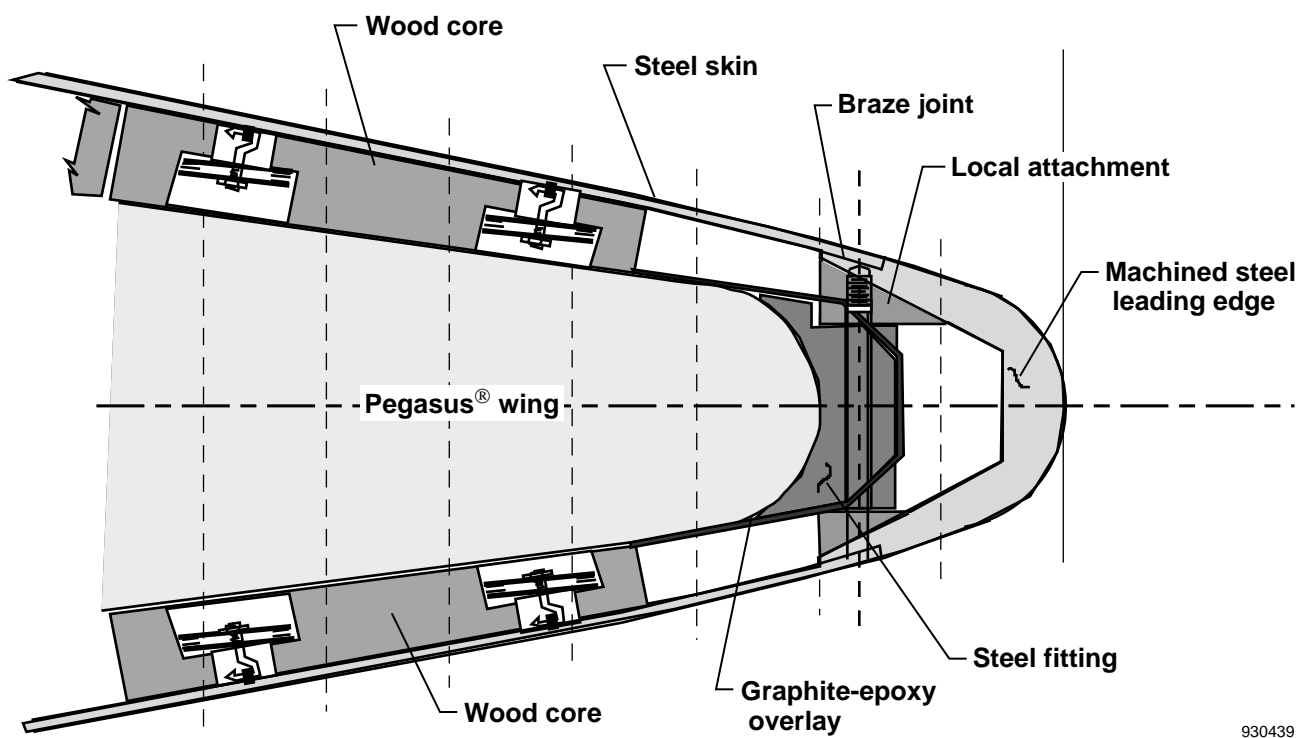 Wood core
Steel skin
Braze joint
Local attachment
Machined steel
leading edge
Pegasus® wing
Steel fitting
Graphite-epoxy
overlay
Wood core
930439